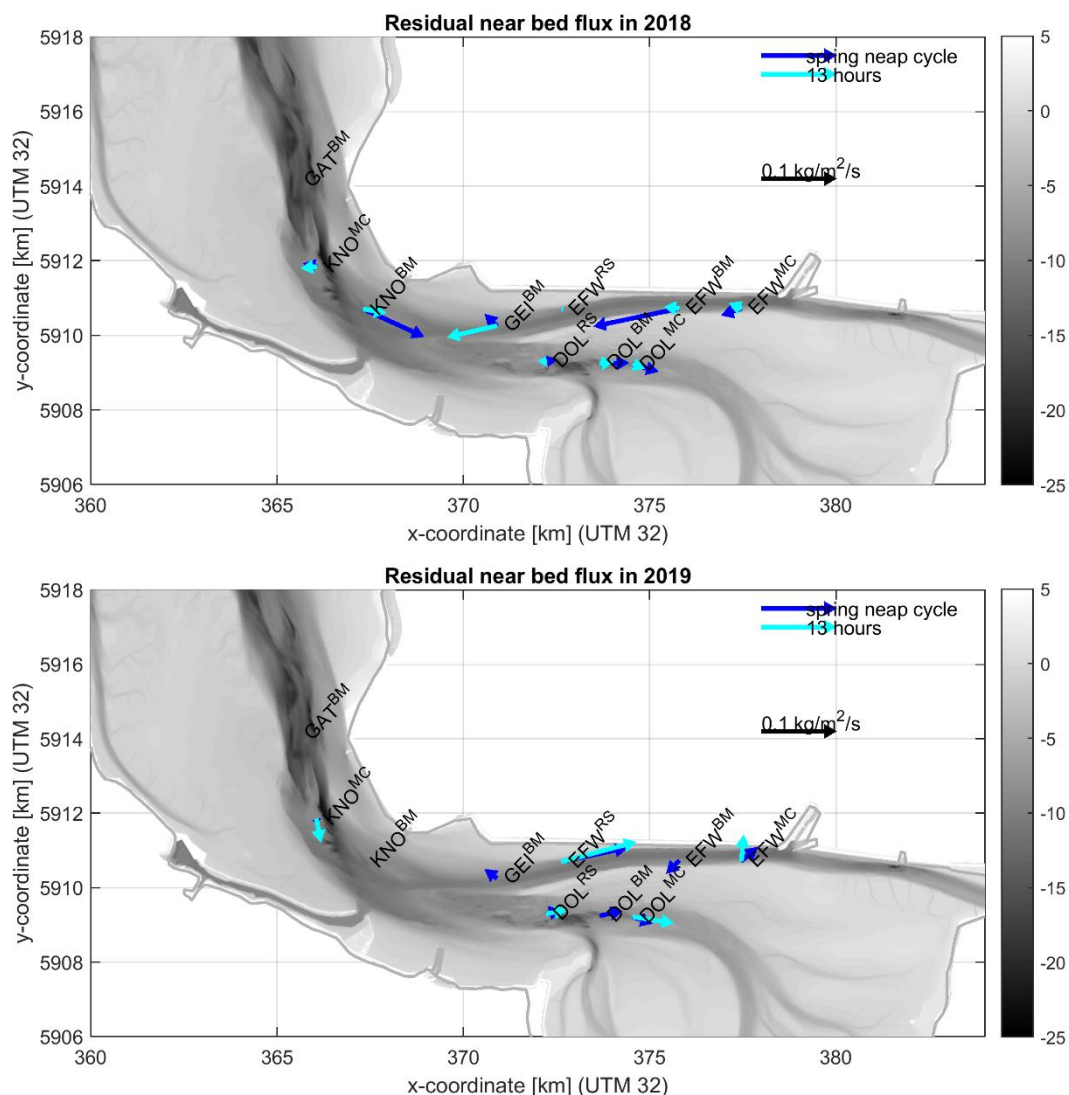 Residual near bed flux in 2018
5918
5916
5914
5912
5910
5908
5906
y-coordinate [km] (UTM 32)
360
365
370
375
380
x-coordinate [km] (UTM 32)
spring neap cycle
13 hours
0.1 kg/m²/s
GAT^BM
KNO^MC
KNO^BM
GEI^BM
EFW^RS
EFW^BM
EFW^MC
DOL^RS
DOL^BM
DOL^MC
5
0
-5
-10
-15
-20
-25
Residual near bed flux in 2019
5918
5916
5914
5912
5910
5908
5906
y-coordinate [km] (UTM 32)
360
365
370
375
380
x-coordinate [km] (UTM 32)
spring neap cycle
13 hours
0.1 kg/m²/s
GAT^BM
KNO^MC
KNO^BM
GEI^BM
EFW^RS
EFW^BM
EFW^MC
DOL^RS
DOL^BM
DOL^MC
5
0
-5
-10
-15
-20
-25